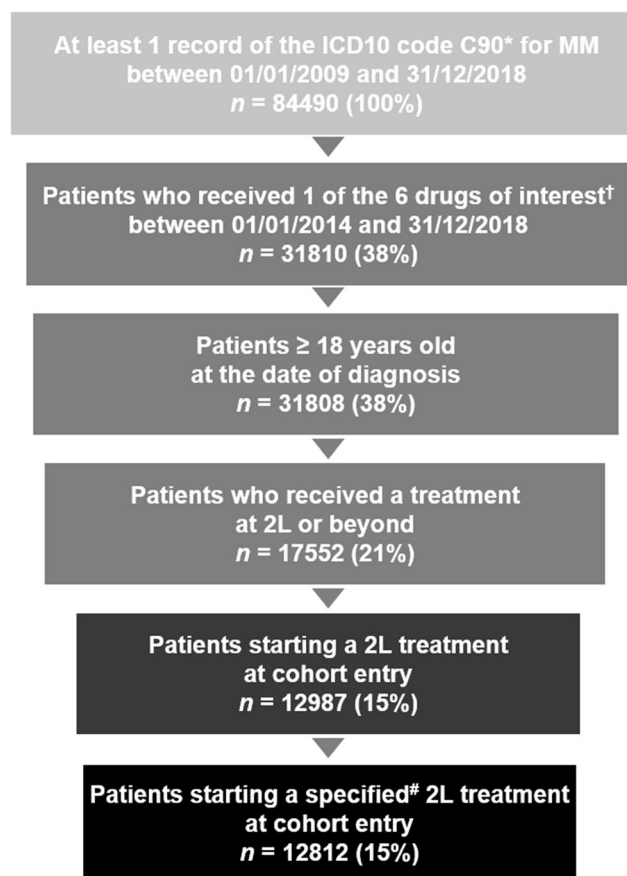 At least 1 record of the ICD10 code C90* for MM
between 01/01/2009 and 31/12/2018
n = 84490 (100%)
Patients who received 1 of the 6 drugs of interest†
between 01/01/2014 and 31/12/2018
n = 31810 (38%)
Patients ≥ 18 years old
at the date of diagnosis
n = 31808 (38%)
Patients who received a treatment
at 2L or beyond
n = 17552 (21%)
Patients starting a 2L treatment
at cohort entry
n = 12987 (15%)
Patients starting a specified# 2L treatment
at cohort entry
n = 12812 (15%)